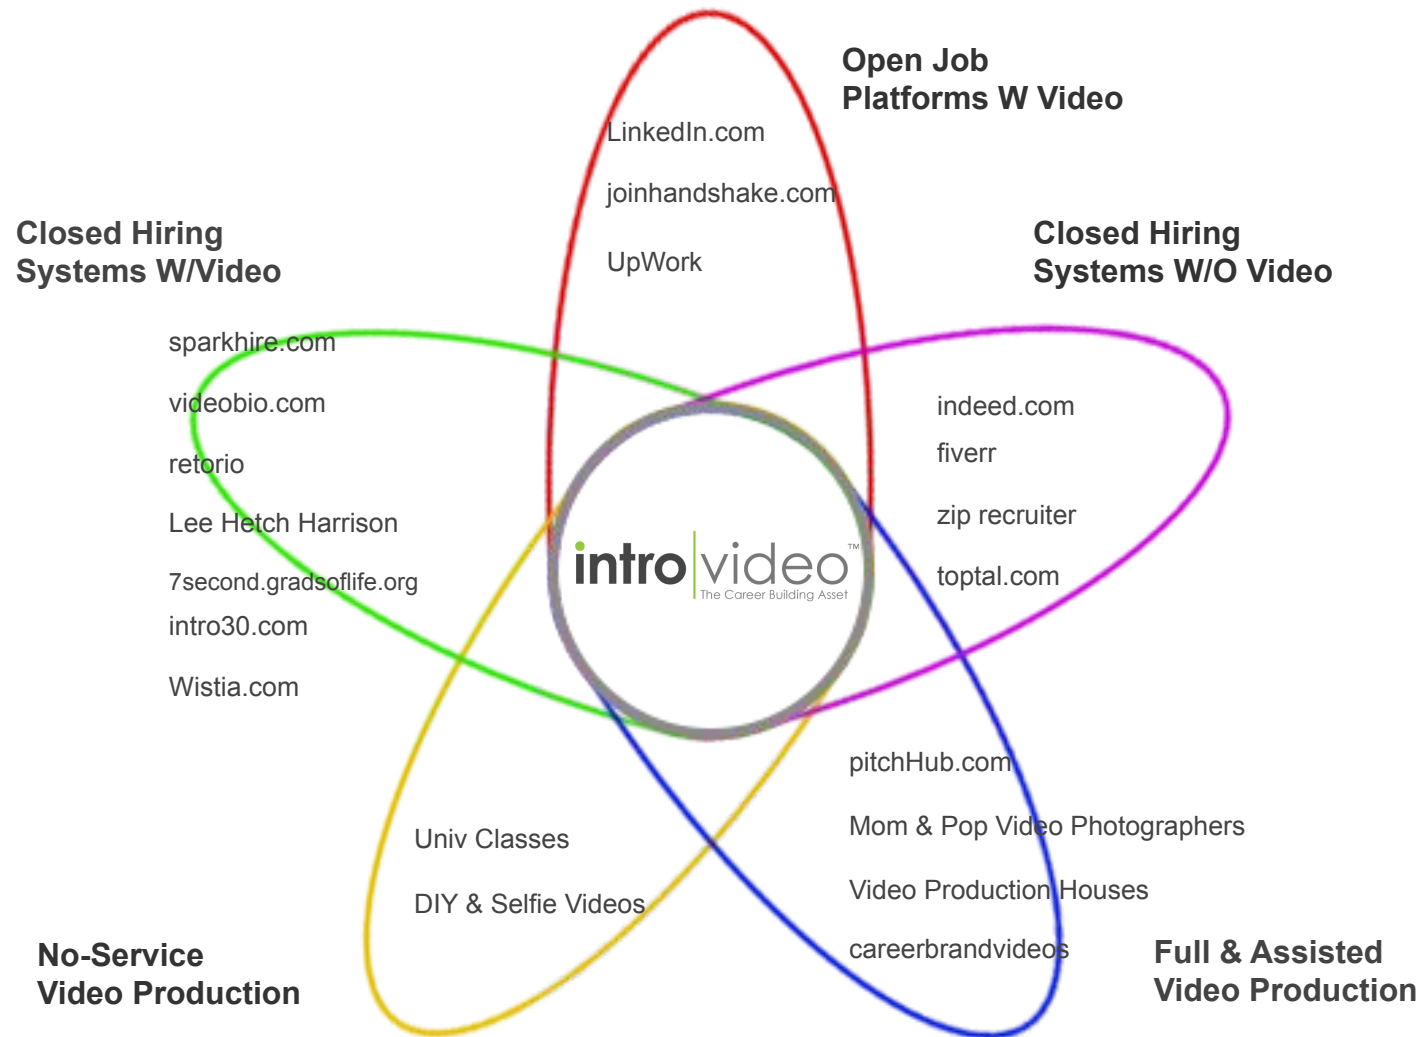 Open Job
Platforms W Video
LinkedIn.com
joinhandshake.com
UpWork
Closed Hiring
Systems W/Video
sparkhire.com
videobio.com
retorio
Lee Hetch Harrison
7second.gradsoflife.org
intro30.com
Wistia.com
Closed Hiring
Systems W/O Video
indeed.com
fiverr
zip recruiter
toptal.com
intro video™
The Career Building Asset
No-Service
Video Production
Univ Classes
DIY & Selfie Videos
pitchHub.com
Mom & Pop Video Photographers
Video Production Houses
careerbrandvideos
Full & Assisted
Video Production